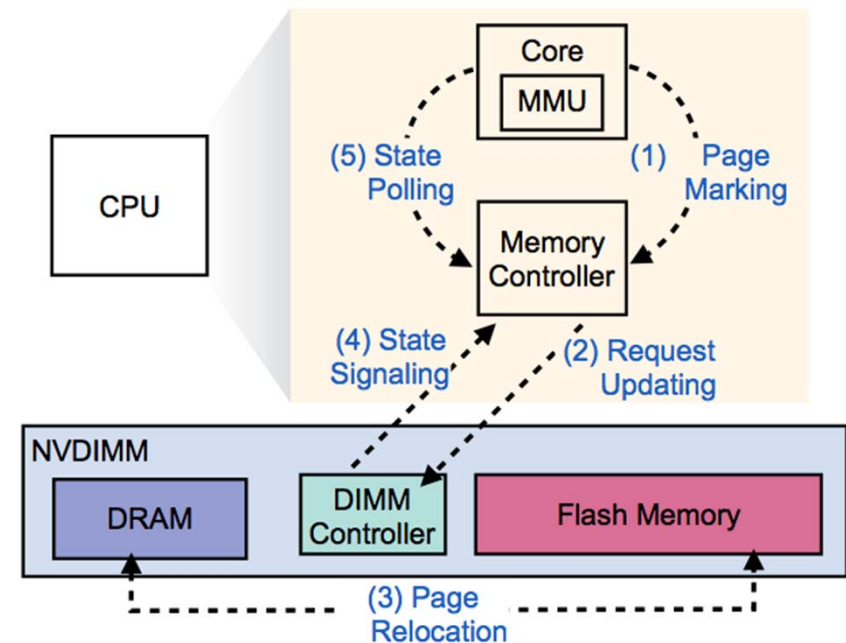 Core
MMU
(5) State
Polling
(1) Page
Marking
CPU
Memory
Controller
(4) State
Signaling
(2) Request
Updating
NVDIMM
DRAM
DIMM
Controller
Flash Memory
(3) Page
Relocation